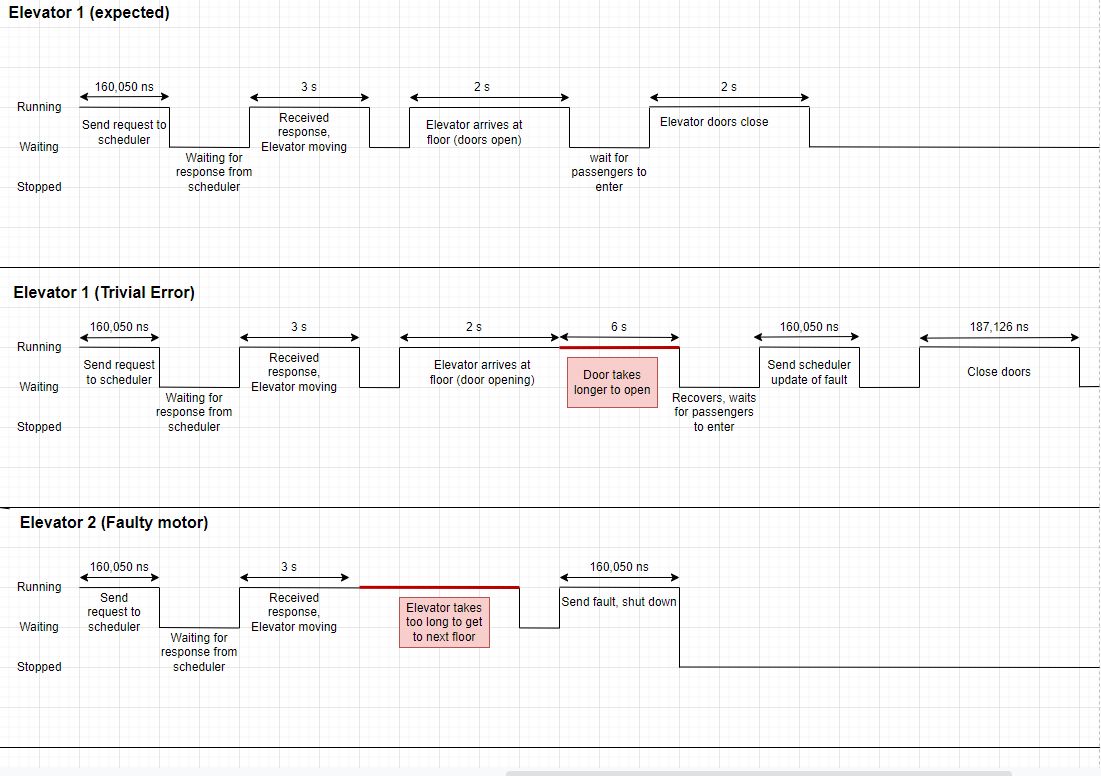 Elevator 1 (expected)
160,050 ns
3 s
2 s
2 s
Running
Waiting
Stopped
Send request to
scheduler
Waiting for
response from
scheduler
Received
response,
Elevator moving
Elevator arrives at
floor (doors open)
wait for
passengers to
enter
Elevator doors close
Elevator 1 (Trivial Error)
160,050 ns
3 s
2 s
6 s
160,050 ns
187,126 ns
Running
Waiting
Stopped
Send request
to scheduler
Waiting for
response from
scheduler
Received
response,
Elevator moving
Elevator arrives at
floor (door opening)
Door takes
longer to open
Recovers, waits
for passengers
to enter
Send scheduler
update of fault
Close doors
Elevator 2 (Faulty motor)
160,050 ns
3 s
160,050 ns
Running
Waiting
Stopped
Send
request to
scheduler
Waiting for
response from
scheduler
Received
response,
Elevator moving
Elevator takes
too long to get
to next floor
Send fault, shut down